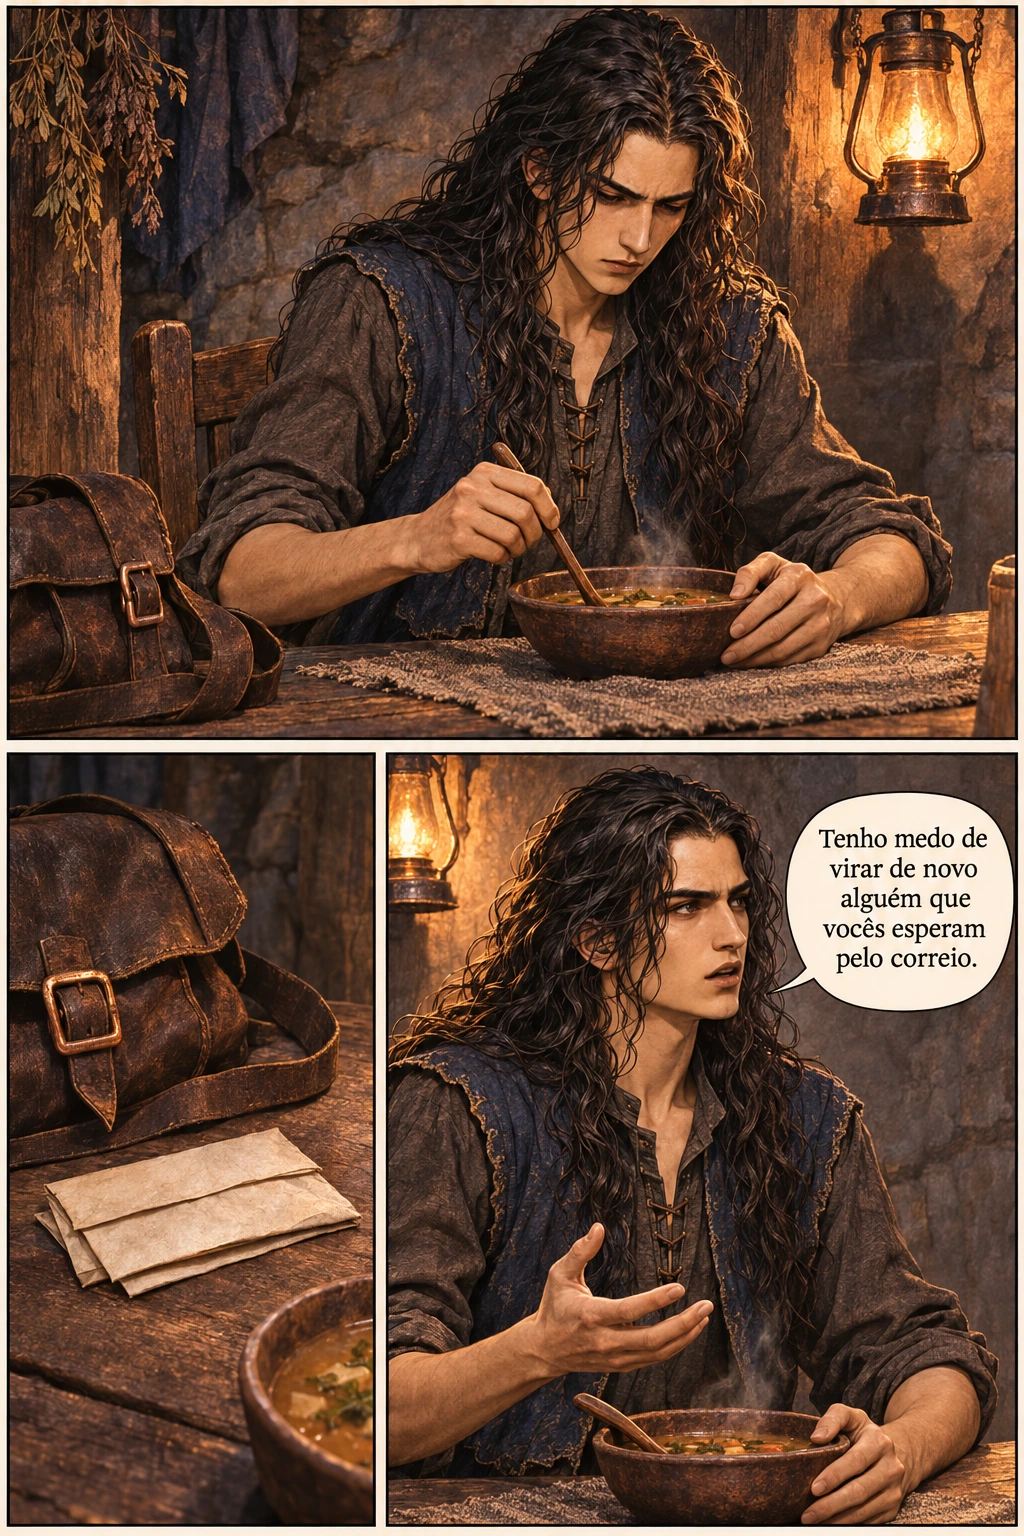 Tenho medo de
virar de novo
alguém que
vocês esperam
pelo correio.